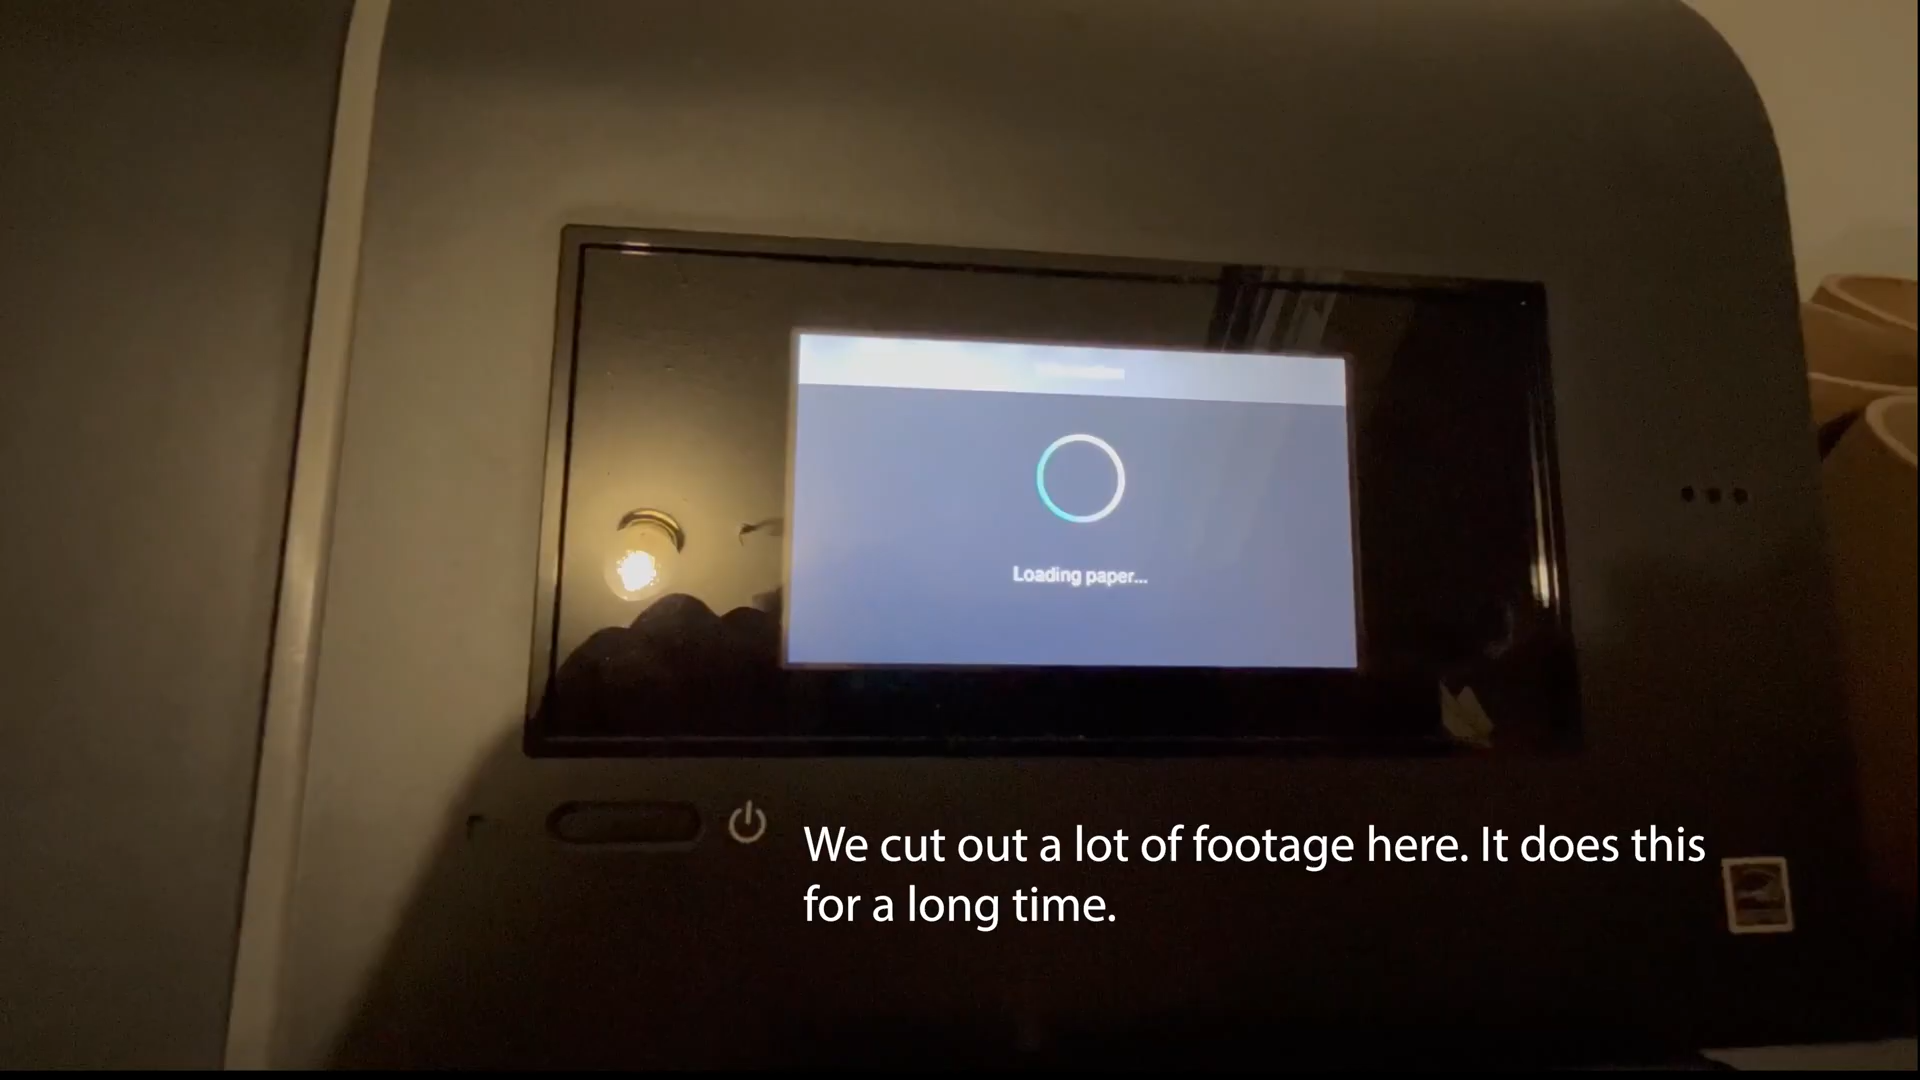 Loading paper...
We cut out a lot of footage here. It does this
for a long time.